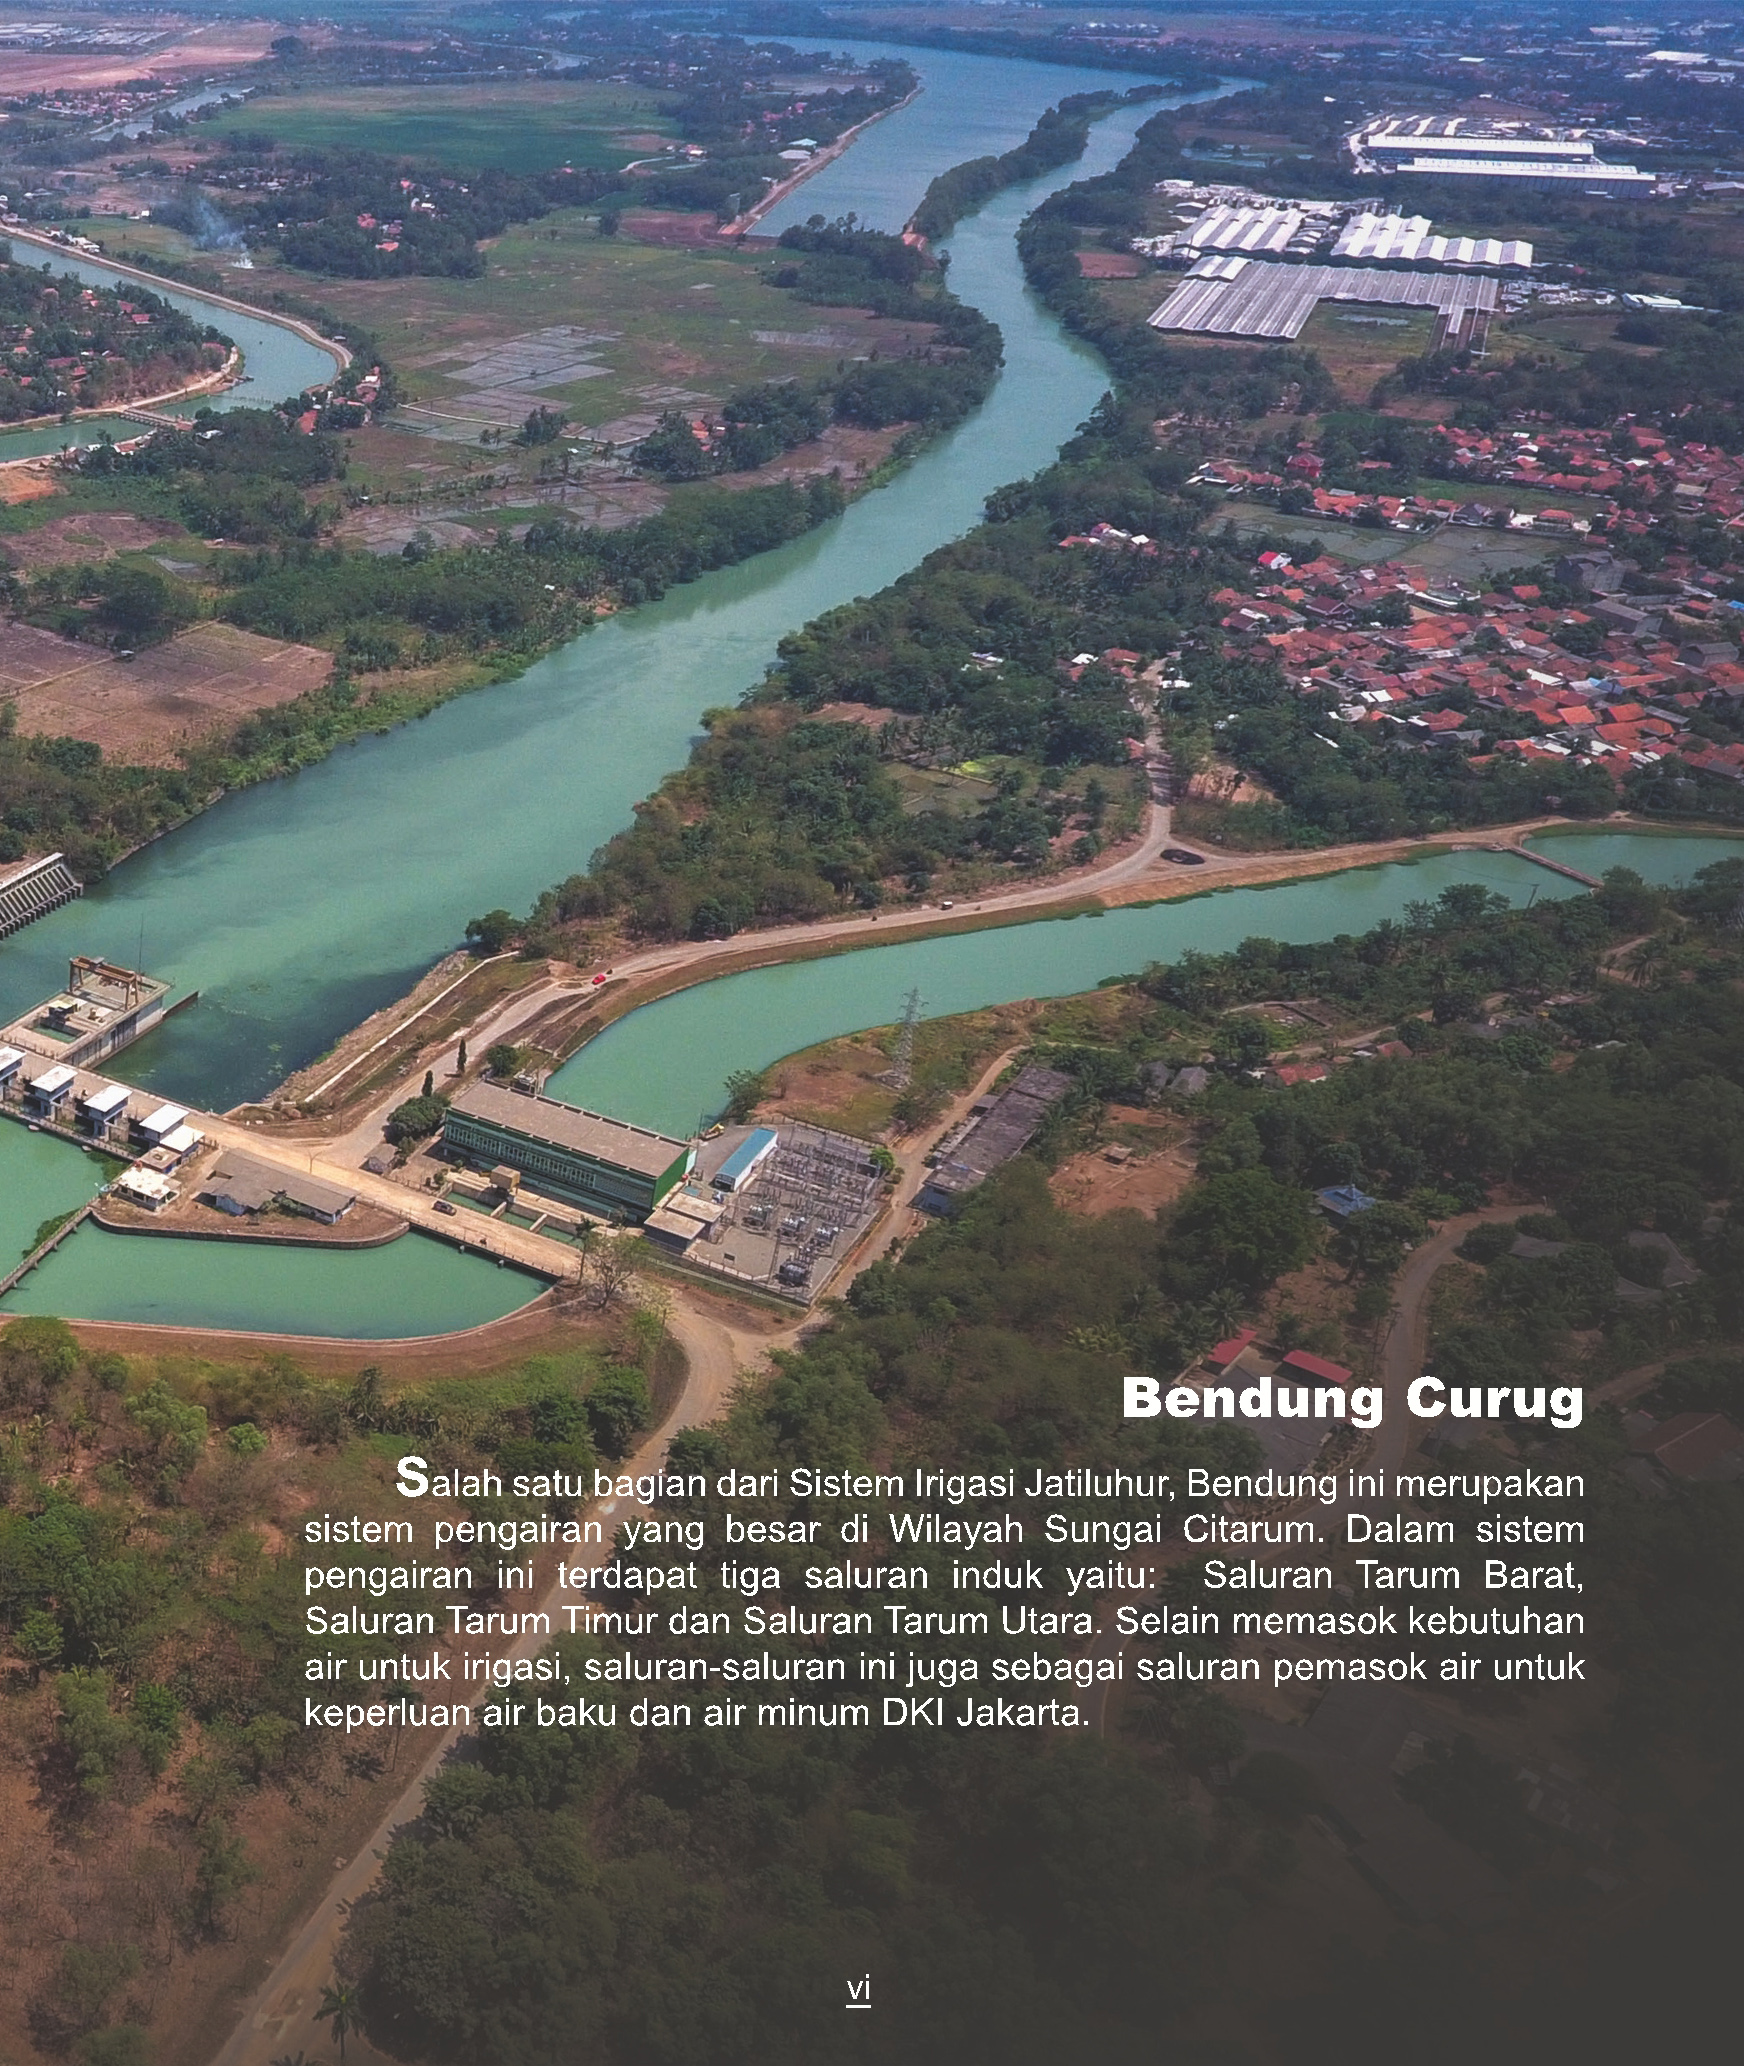 Bendung Curug
Salah satu bagian dari Sistem Irigasi Jatiluhur, Bendung ini merupakan
sistem pengairan yang besar di Wilayah Sungai Citarum. Dalam sistem
pengairan ini terdapat tiga saluran induk yaitu: Saluran Tarum Barat,
Saluran Tarum Timur dan Saluran Tarum Utara. Selain memasok kebutuhan
air untuk irigasi, saluran-saluran ini juga sebagai saluran pemasok air untuk
keperluan air baku dan air minum DKI Jakarta.
vi